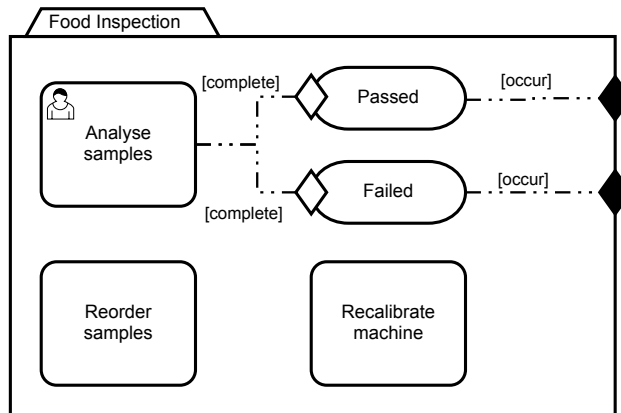 Food Inspection
[complete]
Passed
[occur]
Analyse
samples
Failed
[occur]
[complete]
Reorder
samples
Recalibrate
machine